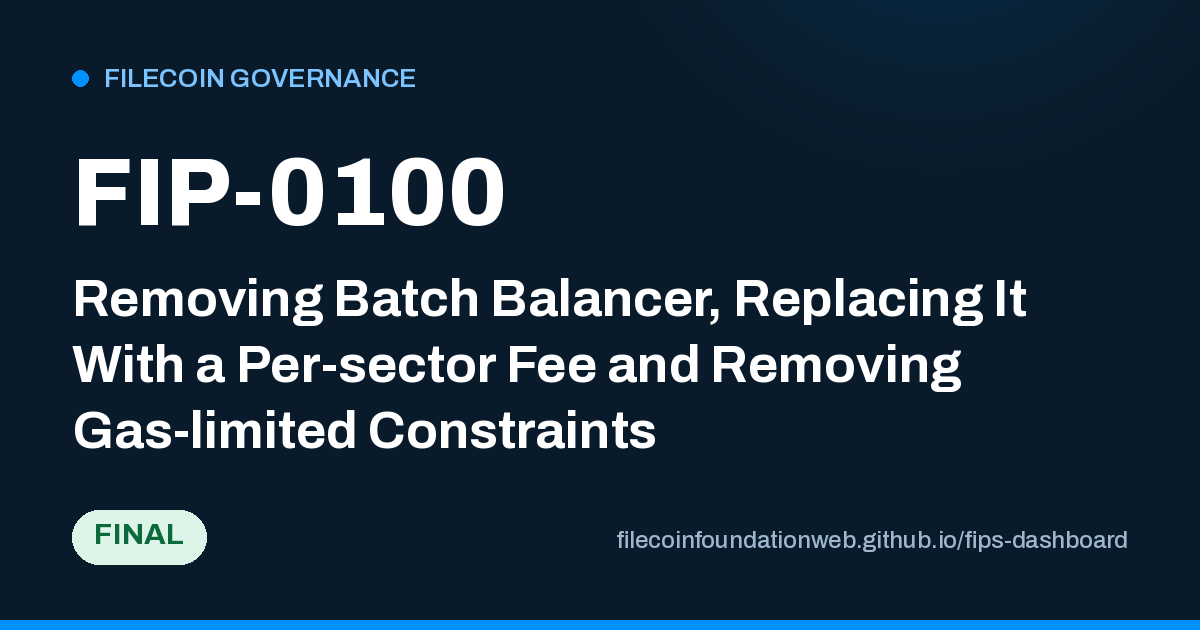 FILECOIN GOVERNANCE
FIP-0100
Removing Batch Balancer, Replacing It
With a Per-sector Fee and Removing
Gas-limited Constraints
FINAL
filecoinfoundationweb.github.io/fips-dashboard